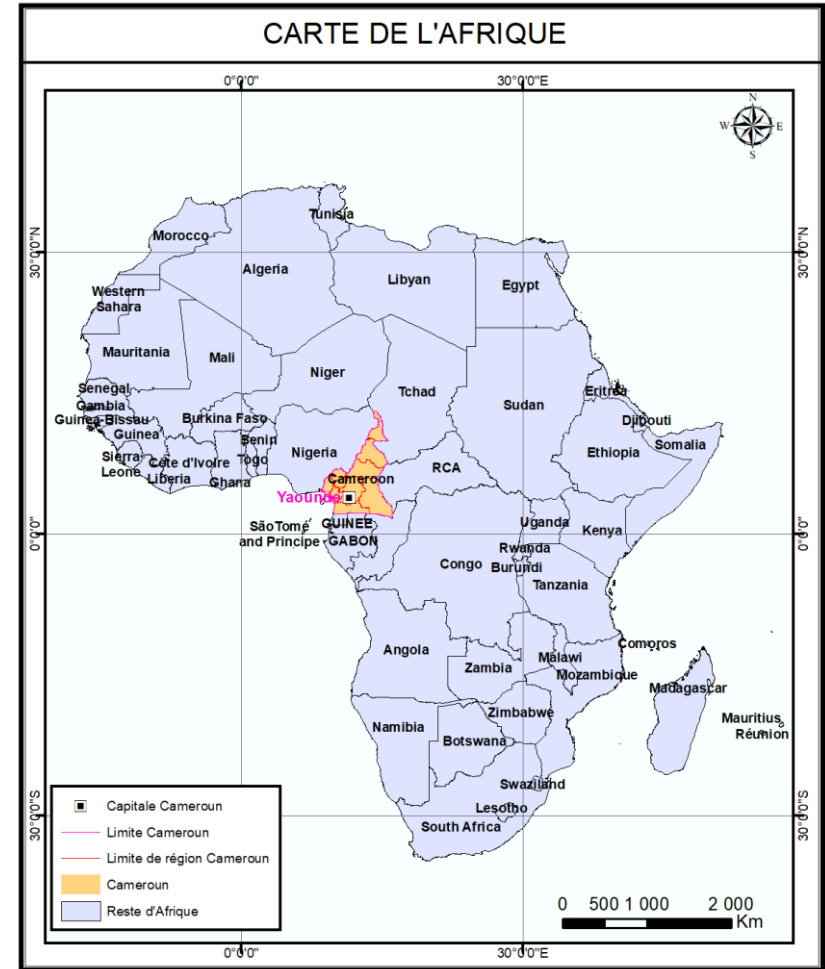 CARTE DE L'AFRIQUE
0°0'0"
30°0'0"E
N
W
E
S
30°0'0"N
30°0'0"N
Tunisia
Morocco
Algeria
Libyan
Egypt
Western
Sahara
Mauritania
Mali
Niger
Tchad
Sudan
Eritrea
Senegal
Gambia
Guinea-Bissau
Guinea
Burkina Faso
Djibouti
Benin
Nigeria
Somalia
Ethiopia
Sierra
Leone
Côte d'Ivoire
Togo
RCA
Liberia
Ghana
Cameroon
Yaoundé
SãoTomé
and Principe
GUINEE
GABON
Uganda
Kenya
0°0'0"
0°0'0"
Rwanda
Congo
Burundi
Tanzania
Angola
Malawi
Comoros
Zambia
Mozambique
Madagascar
Zimbabwe
Mauritius
Réunion
Namibia
Botswana
Swaziland
Lesotho
South Africa
30°0'0"S
30°0'0"S
Capitale Cameroun
Limite Cameroun
Limite de région Cameroun
Cameroun
Reste d'Afrique
0 500 1 000 2 000
Km
0°0'0"
30°0'0"E